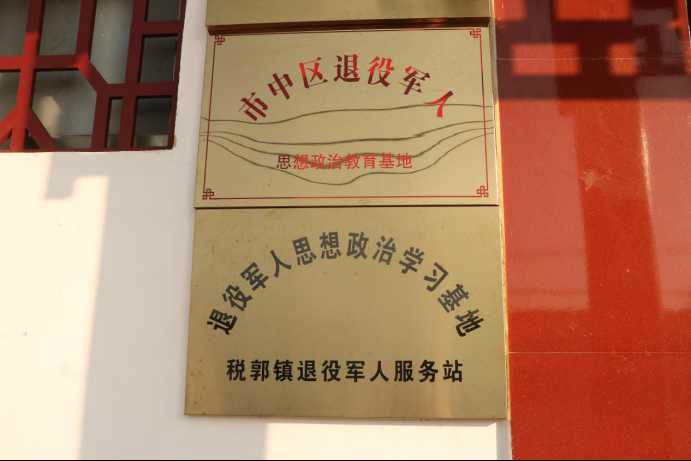 市中区退役军人
思想政治教育基地
退役军人思想政治学习基地
税郭镇退役军人服务站